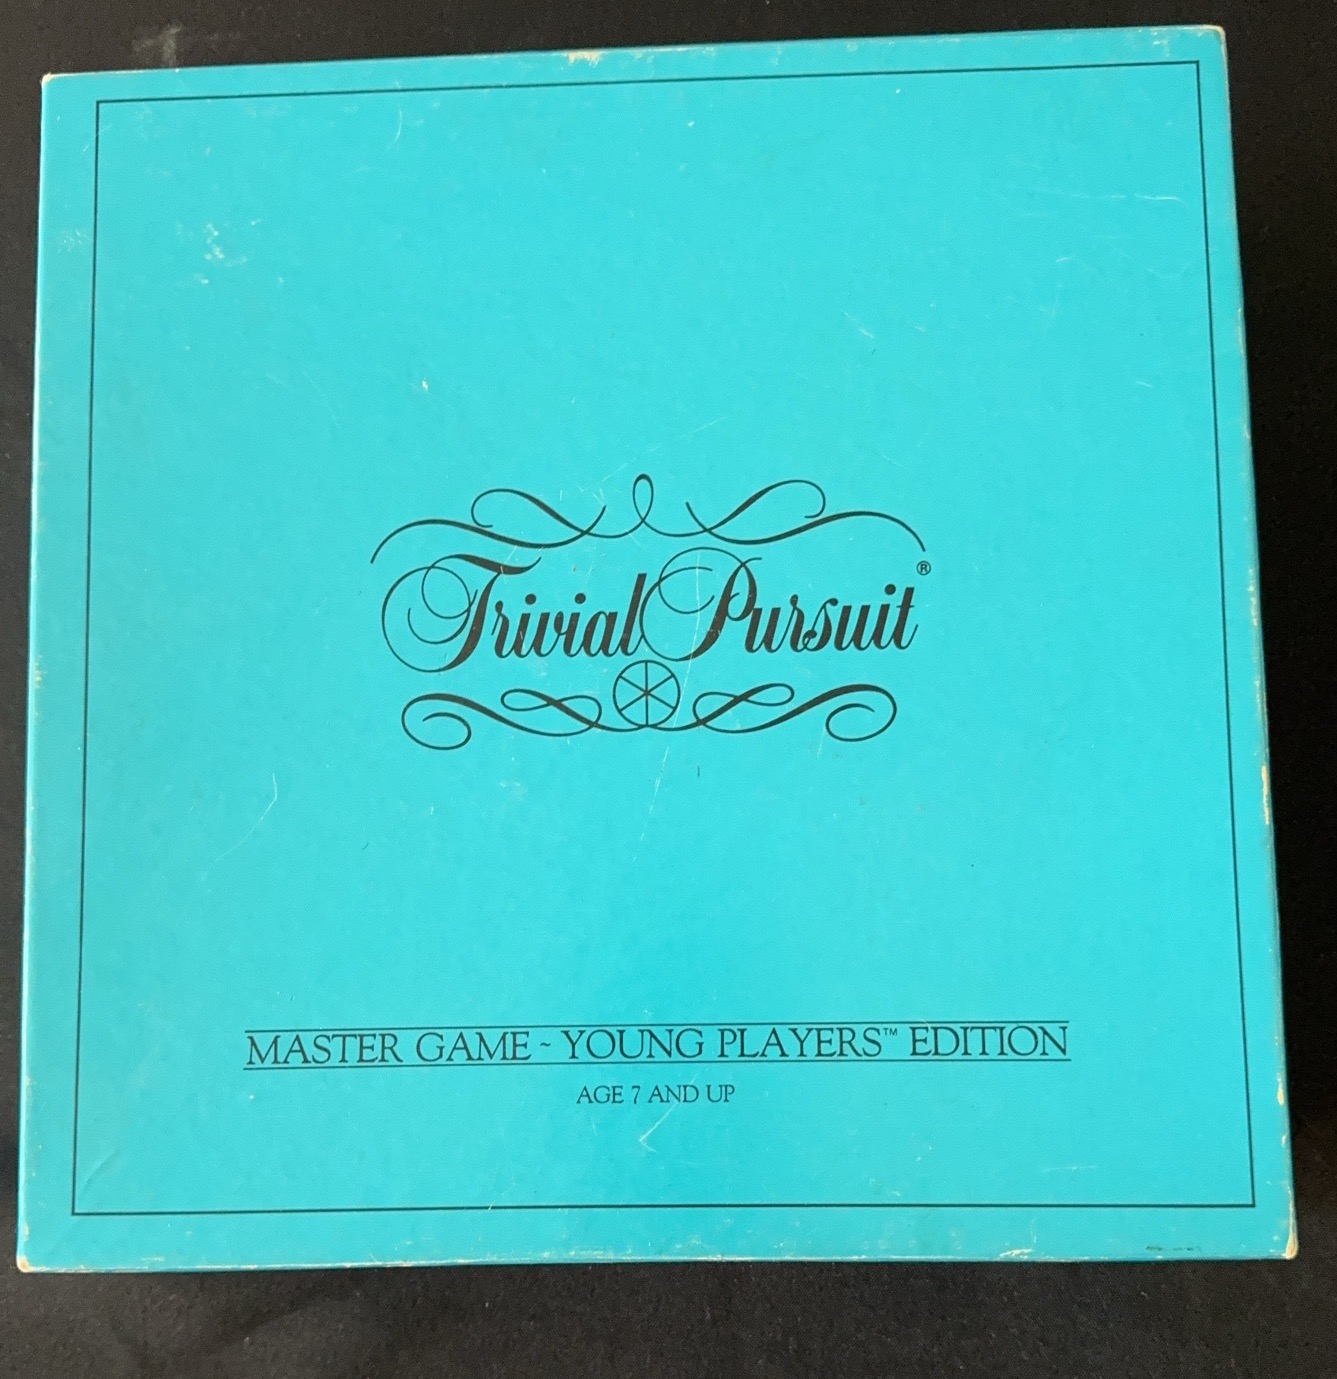 Trivial Pursuit®
MASTER GAME ~ YOUNG PLAYERS™ EDITION
AGE 7 AND UP